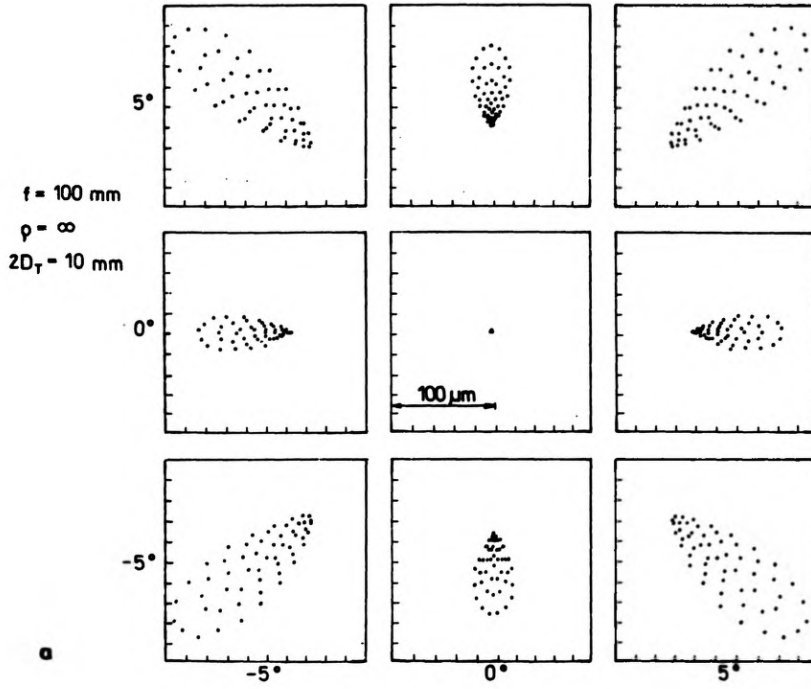 5°
f = 100 mm
ρ = ∞
2D_T = 10 mm
0°
100 μm
-5°
a
-5°
0°
5°